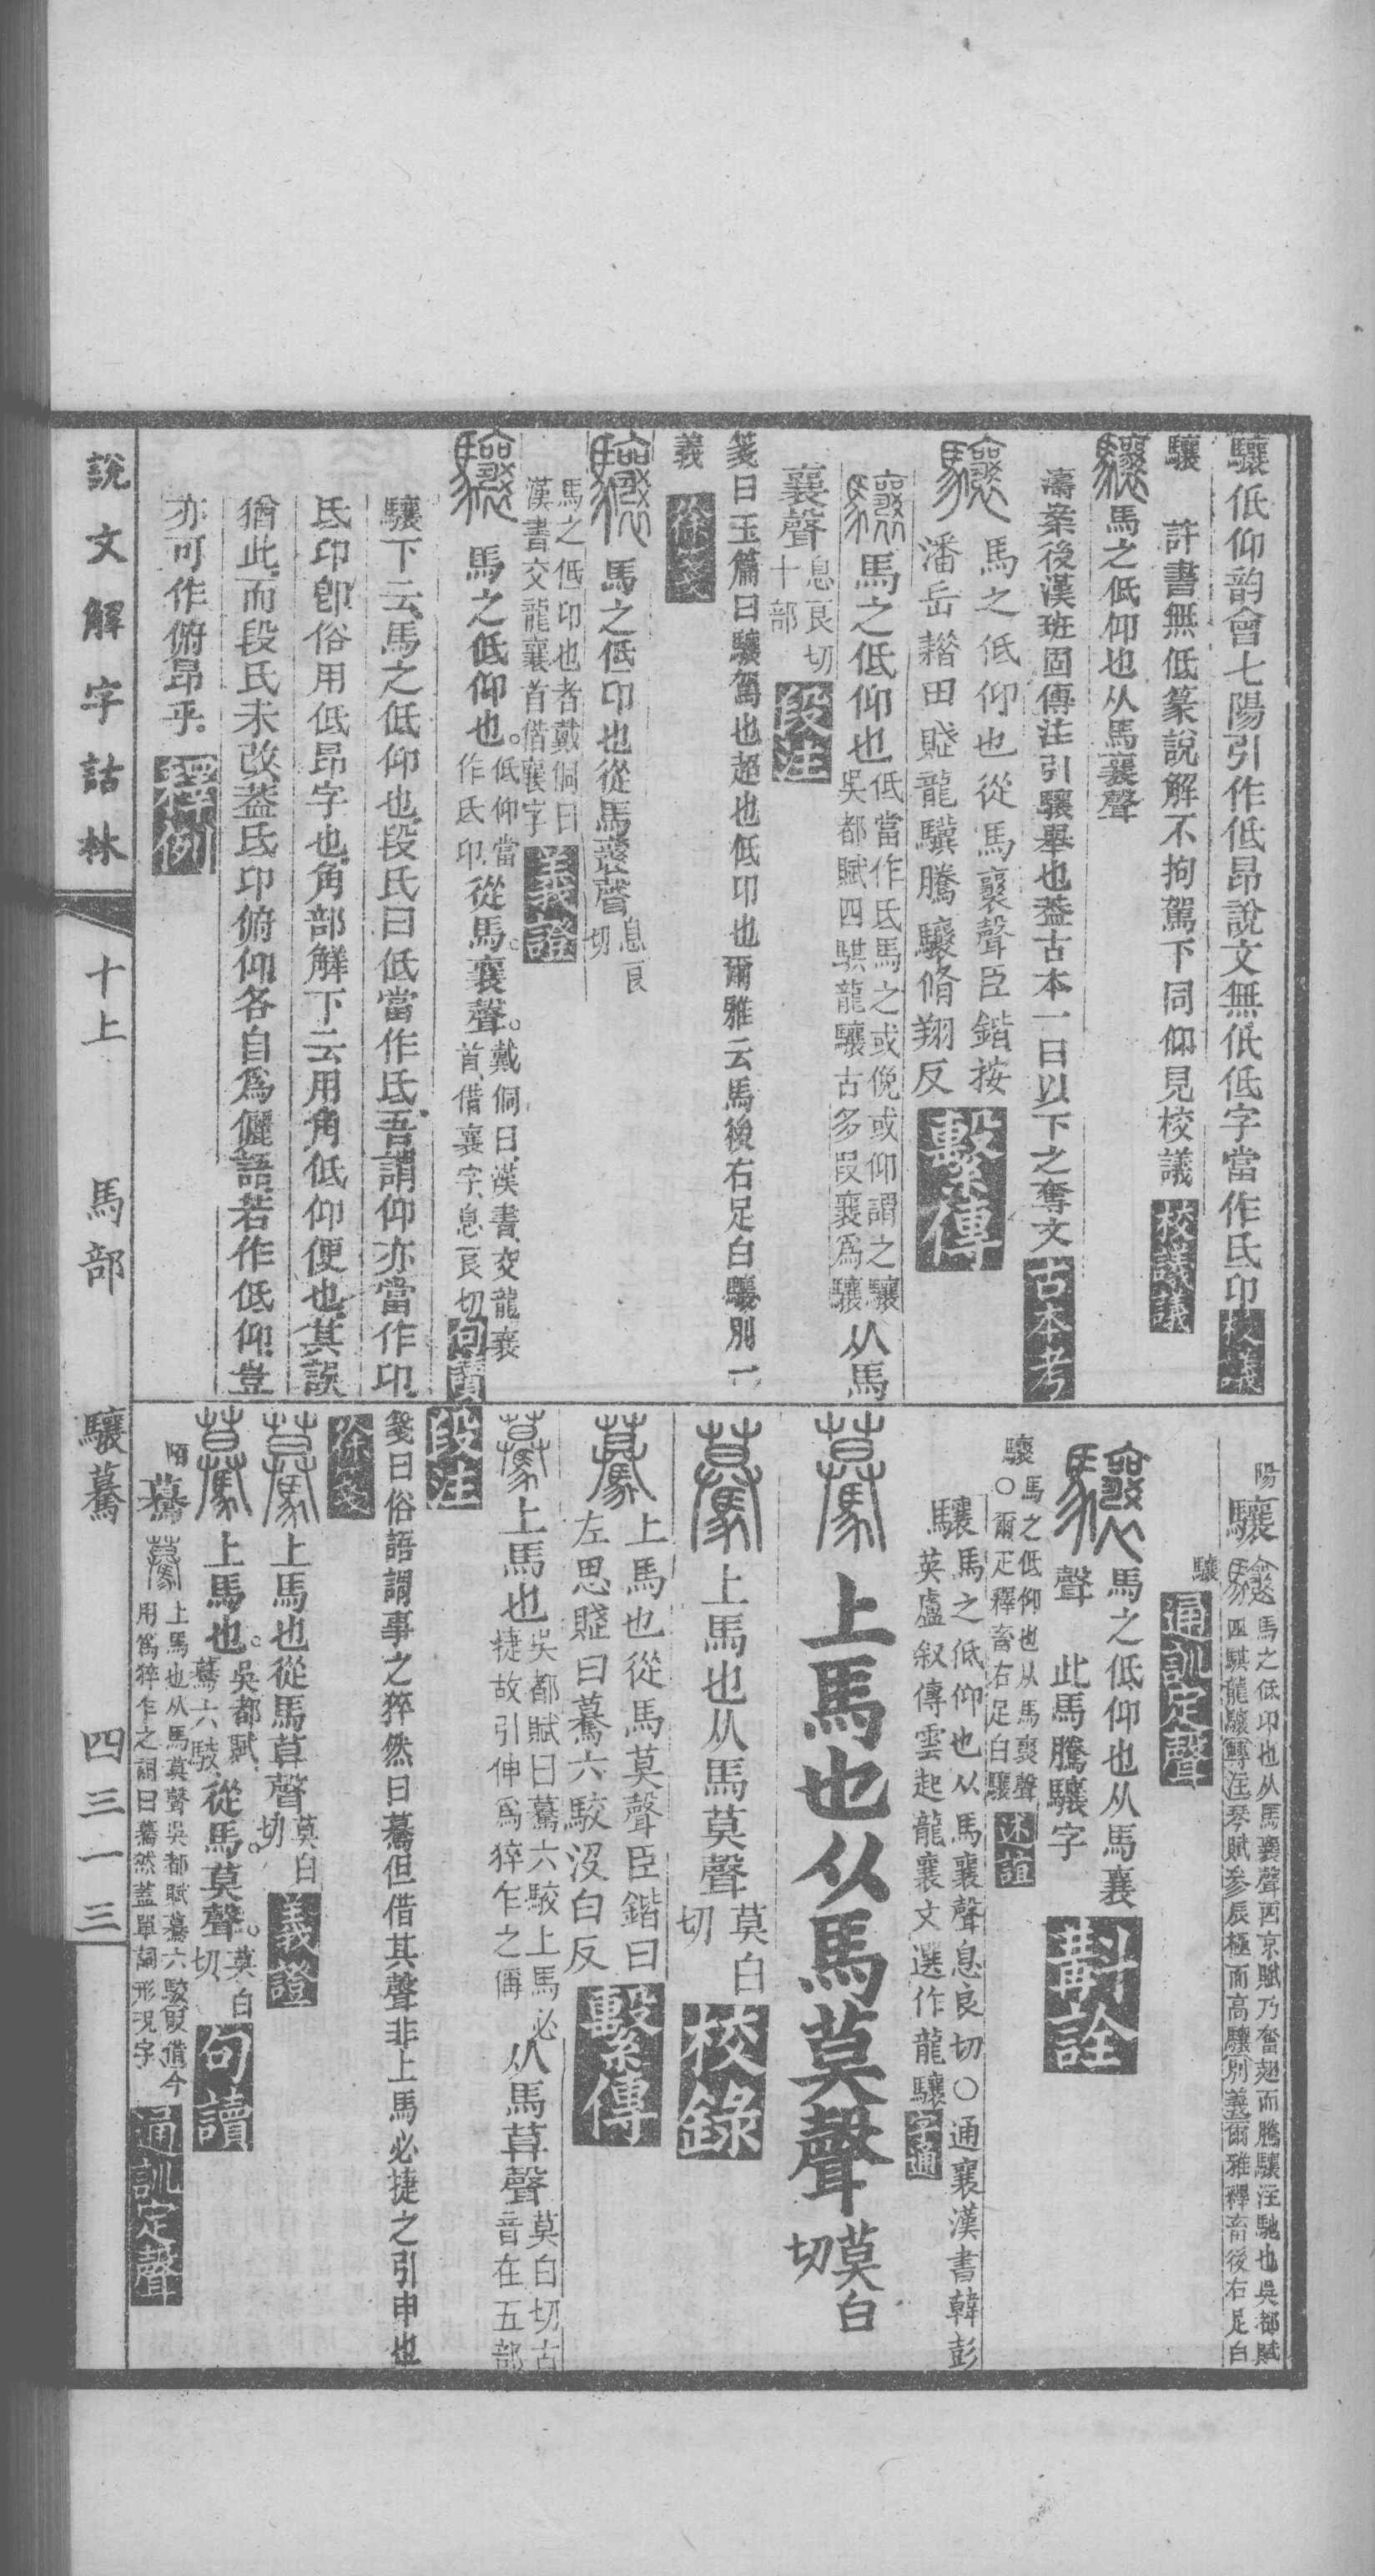 驤低仰韵會七陽引作低昂說文無低低字當作氐卬校議
驤　許書無低篆說解不拘駕下同仰見校議校議議
驤馬之低仰也从馬襄聲
濤案後漢班固傳注引驤舉也葢古本一曰以下之奪文古本考
驤馬之低仰也從馬襄聲臣鍇按
潘岳耤田賦龍驥騰驤脩翔反繫傳
驤馬之低仰也低當作氐馬之或俛或仰謂之驤
吳都賦四騏龍驤古多叚襄爲驤从馬
襄聲息良切
十部段注
箋曰玉篇曰驤駕也超也低卬也爾雅云馬後右足白驤別一
義徐箋
驤馬之低卬也從馬襄聲息良
切
馬之低卬也者戴侗曰
漢書交龍襄首偕襄字義證
驤馬之低仰也。低仰當
作氐卬從馬。襄聲。戴侗曰漢書交龍襄
首借襄字息良切句讀
驤下云馬之低仰也段氏曰低當作氐吾謂仰亦當作卬
氐卬卽俗用低昂字也角部觲下云用角低仰便也其誤
猶此而段氏未改葢氐卬俯仰各自爲儷語若作低仰豈
亦可作俯昂乎。釋例
陽
驤驤馬之低卬也从馬襄聲西京賦乃奮翅而騰驤注馳也吳都賦
四騏龍驤轉注琴賦參辰極而高驤別義爾雅釋畜後右足白
驤通訓定聲
驤馬之低仰也从馬襄
聲　此馬騰驤字斠詮
馬之低仰也从馬襄聲
驤○爾疋釋畜右足白驤述誼
驤馬之低仰也从馬襄聲息良切○通襄漢書韓彭
英盧叙傳雲起龍襄文選作龍驤字通
驀上馬也从馬莫聲莫白
切
驀上馬也从馬莫聲莫白
切校錄
驀上馬也從馬莫聲臣鍇曰
左思賦曰驀六駮沒白反繫傳
驀上馬也吳都賦曰驀六駮上馬必
捷故引伸爲猝乍之偁从馬莫聲莫白切古
音在五部
段注
箋曰俗語謂事之猝然曰驀但借其聲非上馬必捷之引申也
徐箋
驀上馬也從馬莫聲莫白
切義證
驀上馬也。吳都賦
驀六駮從馬。莫聲。莫白
切句讀
陌
驀驀上馬也从馬莫聲吳都賦驀六駮叚借今
用爲猝乍之詞曰驀然葢單詞形況字通訓定聲
說文解字詁林　十上　馬部　驤驀　四三一三